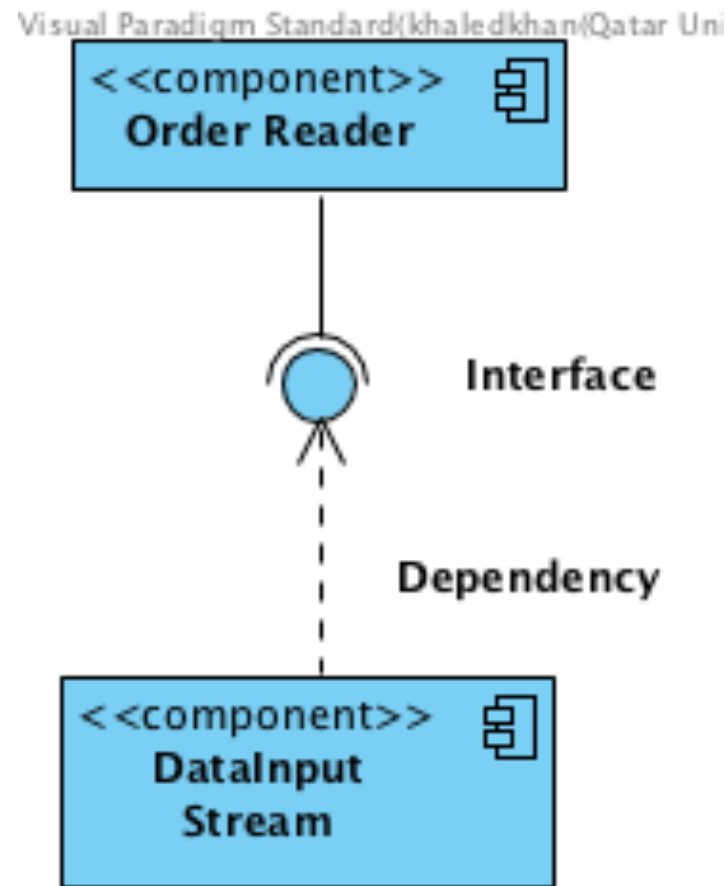 Visual Paradigm Standard(khaledkhan(Qatar Uni
<<component>>
Order Reader
Interface
Dependency
<<component>>
DataInput
Stream